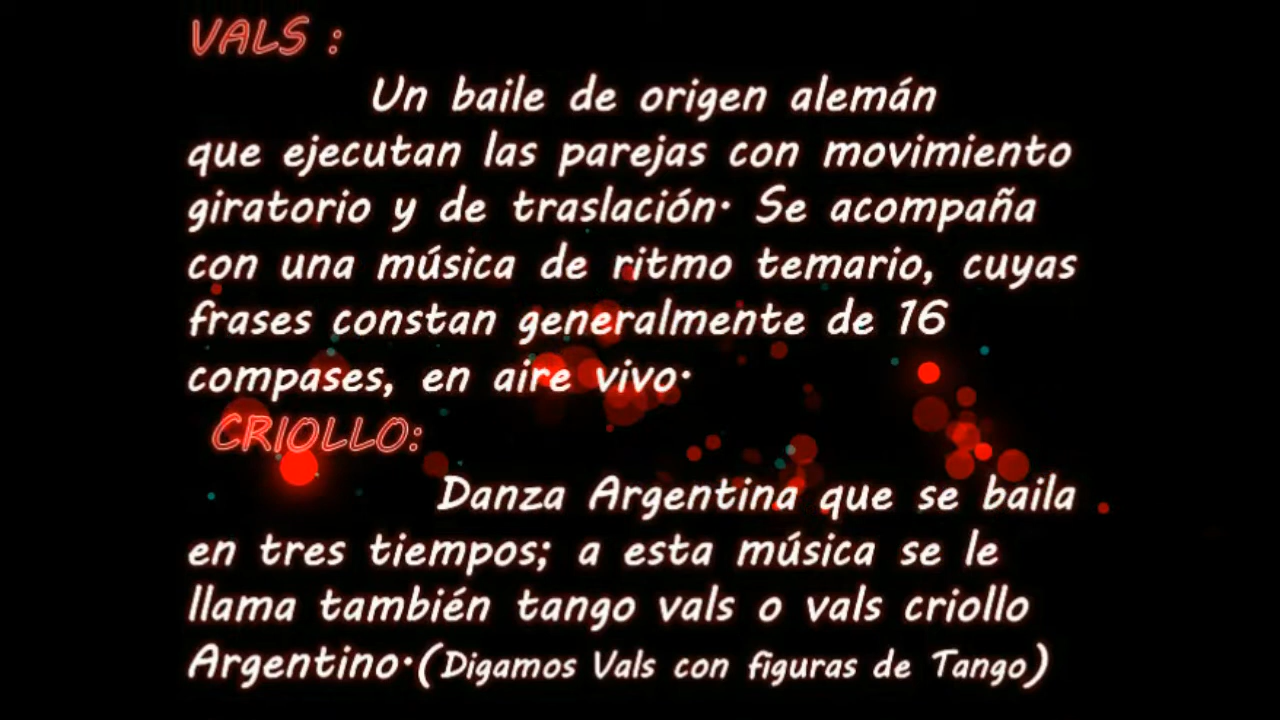 VALS :
Un baile de origen alemán
que ejecutan las parejas con movimiento
giratorio y de traslación. Se acompaña
con una música de ritmo temario, cuyas
frases constan generalmente de 16
compases, en aire vivo.
CRIOLLO:
Danza Argentina que se baila
en tres tiempos; a esta música se le
llama también tango vals o vals criollo
Argentino.(Digamos Vals con figuras de Tango)